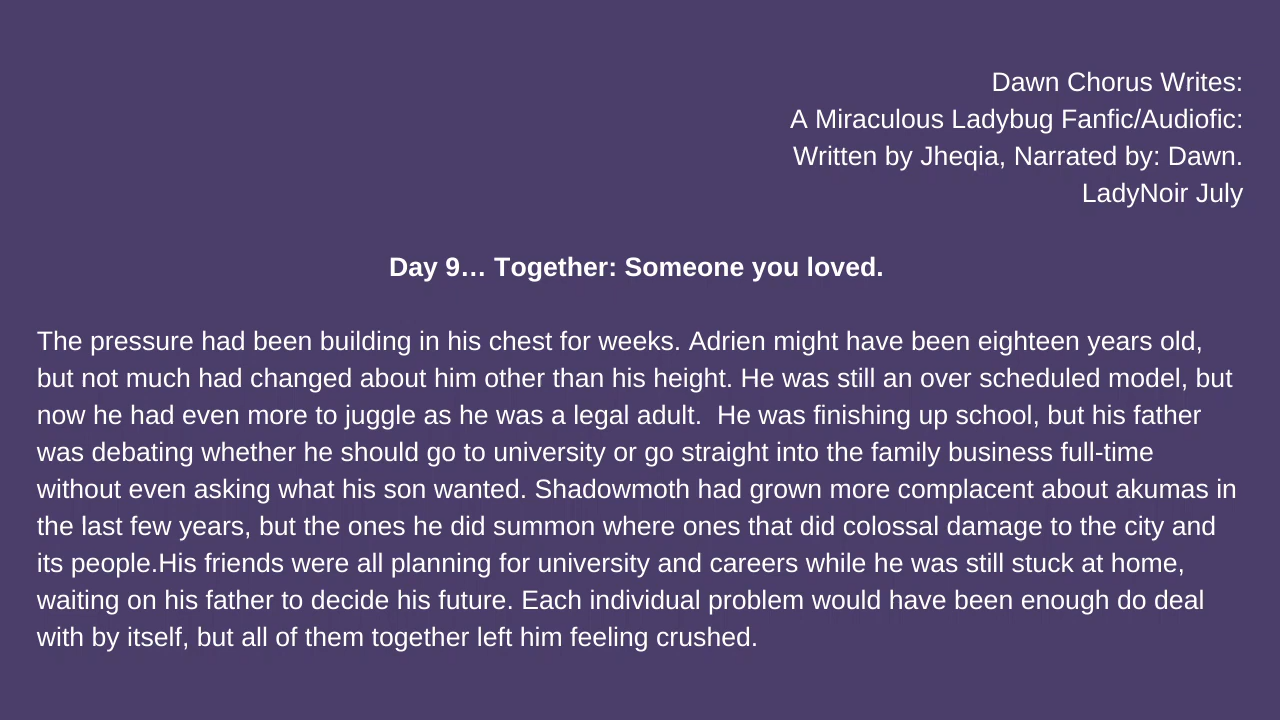 Dawn Chorus Writes:
A Miraculous Ladybug Fanfic/Audiofic:
Written by Jheqia, Narrated by: Dawn.
LadyNoir July
Day 9… Together: Someone you loved.
The pressure had been building in his chest for weeks. Adrien might have been eighteen years old,
but not much had changed about him other than his height. He was still an over scheduled model, but
now he had even more to juggle as he was a legal adult.  He was finishing up school, but his father
was debating whether he should go to university or go straight into the family business full-time
without even asking what his son wanted. Shadowmoth had grown more complacent about akumas in
the last few years, but the ones he did summon where ones that did colossal damage to the city and
its people.His friends were all planning for university and careers while he was still stuck at home,
waiting on his father to decide his future. Each individual problem would have been enough do deal
with by itself, but all of them together left him feeling crushed.